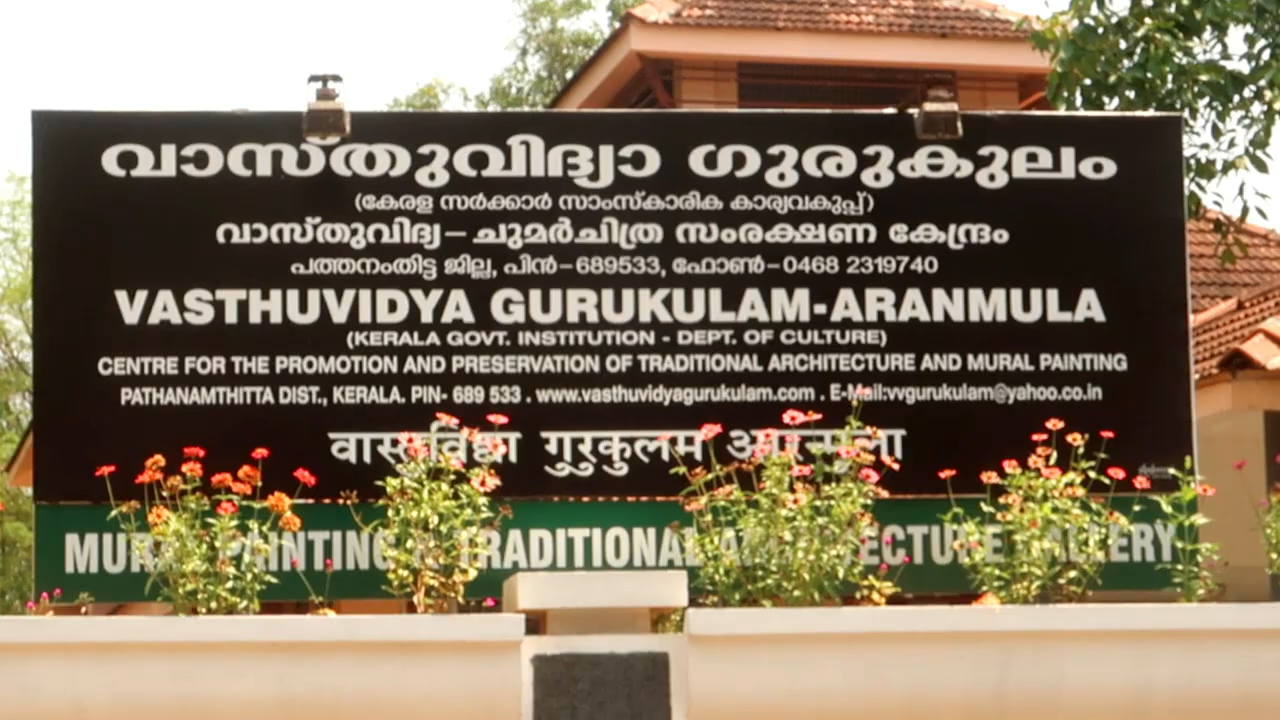 വാസ്തുവിദ്യാ ഗുരുകുലം
(കേരള സർക്കാർ സാംസ്കാരിക കാര്യവകുപ്പ്)
വാസ്തുവിദ്യ–ചുമർചിത്ര സംരക്ഷണ കേന്ദ്രം
പത്തനംതിട്ട ജില്ല, പിൻ–689533, ഫോൺ–0468 2319740
VASTHUVIDYA GURUKULAM-ARANMULA
(KERALA GOVT. INSTITUTION - DEPT. OF CULTURE)
CENTRE FOR THE PROMOTION AND PRESERVATION OF TRADITIONAL ARCHITECTURE AND MURAL PAINTING
PATHANAMTHITTA DIST., KERALA. PIN- 689 533 . www.vasthuvidyagurukulam.com . E-Mail:vvgurukulam@yahoo.co.in
वास्तुविद्या गुरुकुलम आरन्मुला
MURAL PAINTING & TRADITIONAL ARCHITECTURE GALLERY